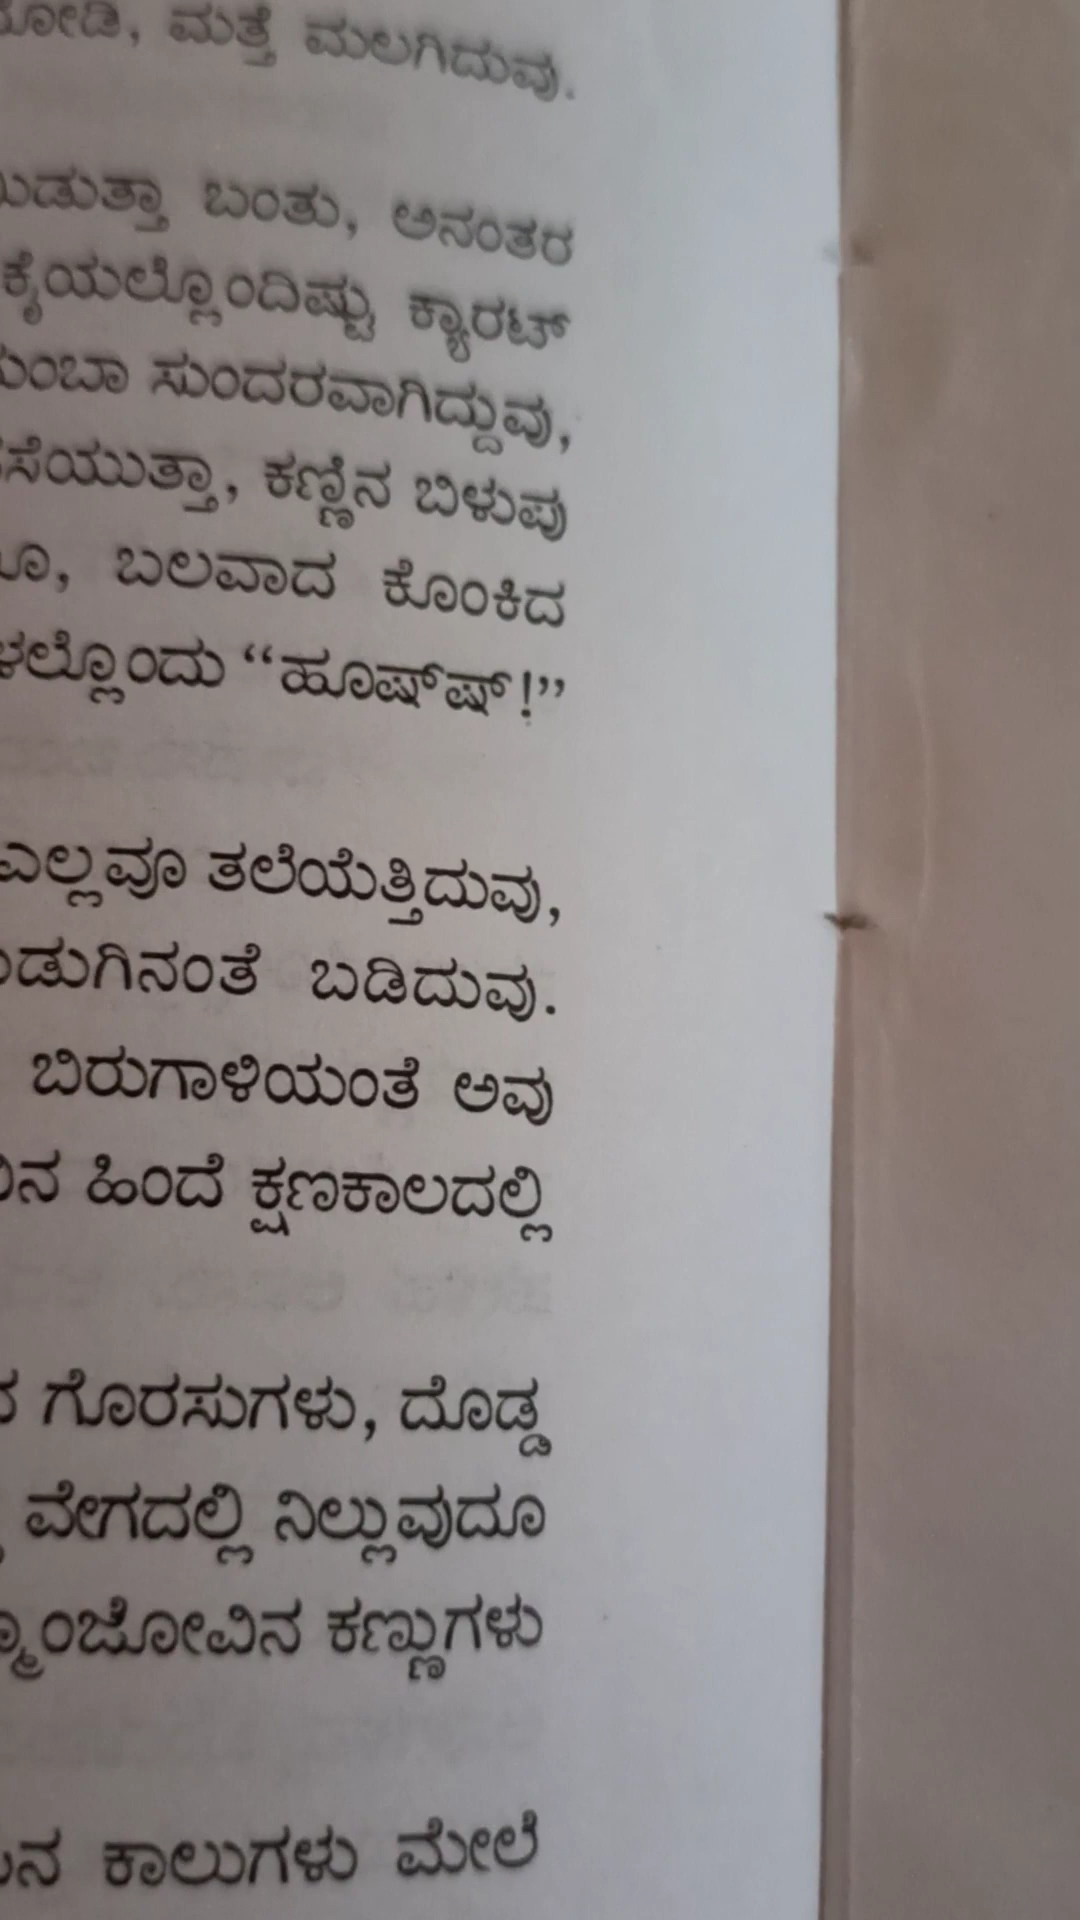 ಮತ್ತೆ ಮಲಗಿದುವು.
ಬಂತು, ಅನಂತರ
ಕೈಯಲ್ಲೊಂದಿಷ್ಟು ಕ್ಯಾರಟ್
ಸುಂದರವಾಗಿದ್ದುವು,
ಕಣ್ಣಿನ ಬಿಳುಪು
ಬಲವಾದ ಕೊಂಕಿದ
“ಹೂಷ್‌ಷ್!”
ಎಲ್ಲವೂ ತಲೆಯೆತ್ತಿದುವು,
ಬಡಿದುವು.
ಬಿರುಗಾಳಿಯಂತೆ ಅವು
ಹಿಂದೆ ಕ್ಷಣಕಾಲದಲ್ಲಿ
ಗೊರಸುಗಳು, ದೊಡ್ಡ
ವೇಗದಲ್ಲಿ ನಿಲ್ಲುವುದೂ
ಕಣ್ಣುಗಳು
ಕಾಲುಗಳು ಮೇಲೆ